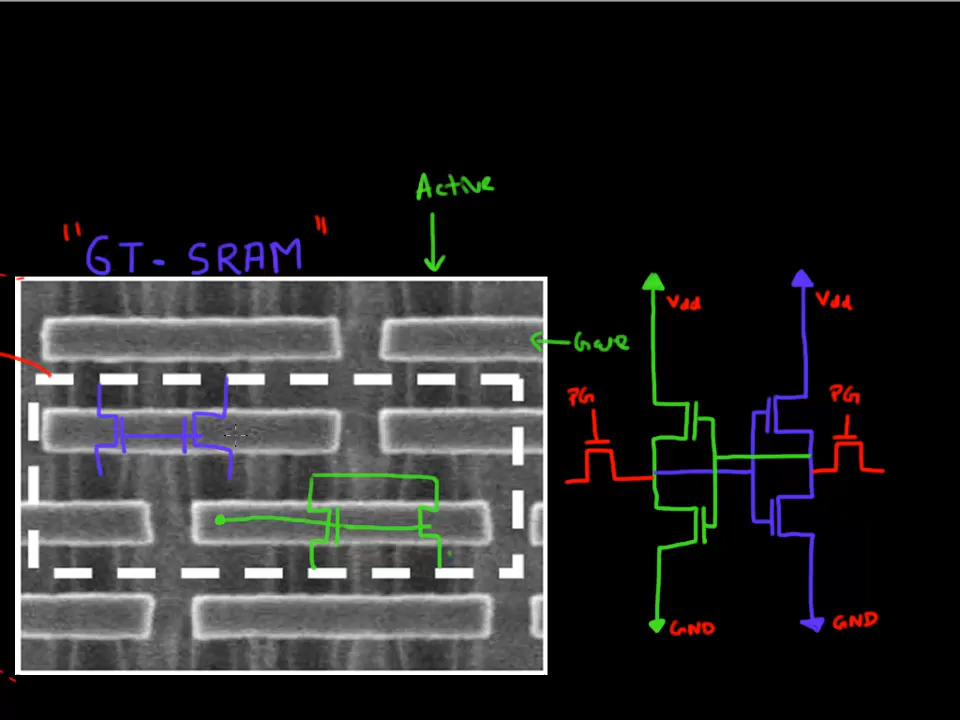 Active
"GT-SRAM"
Vdd
Vdd
Gate
PG
PG
GND
GND